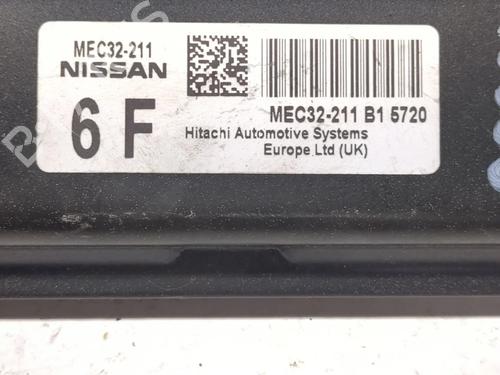 MEC32-211
NISSAN
6 F
MEC32-211 B1 5720
Hitachi Automotive Systems
Europe Ltd (UK)